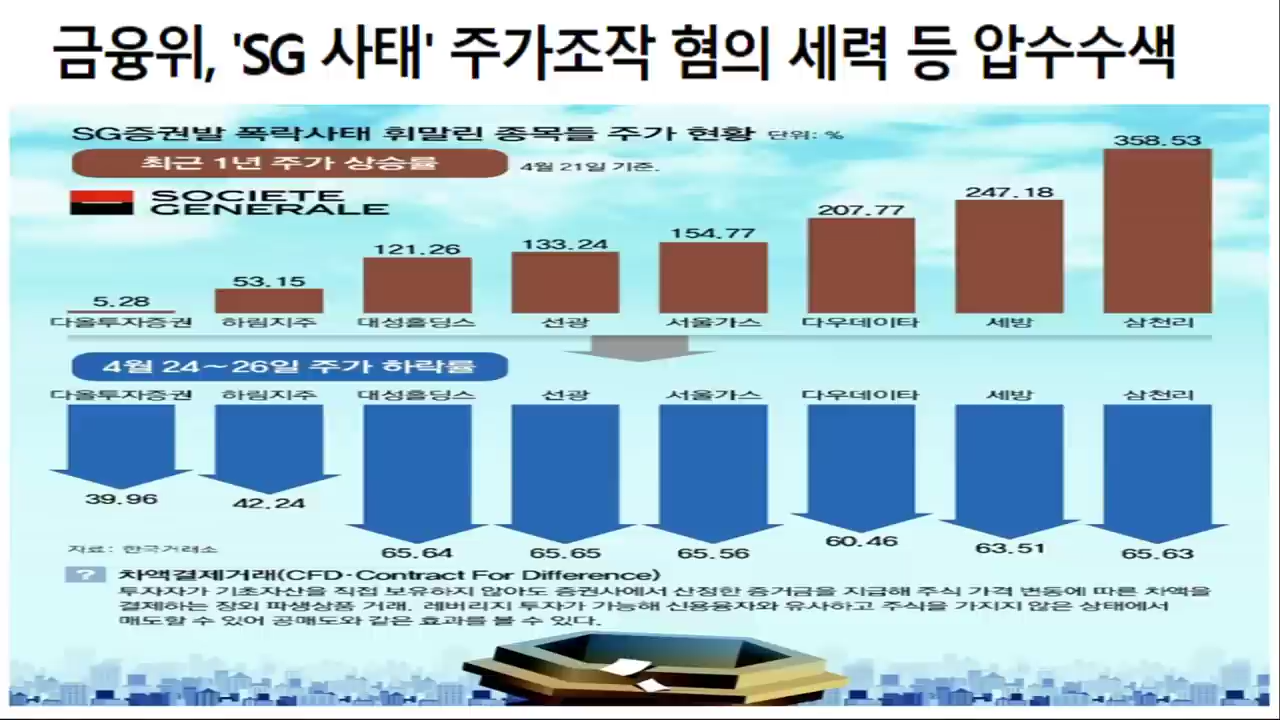 금융위, 'SG 사태' 주가조작 혐의 세력 등 압수수색
SG증권발 폭락사태 휘말린 종목들 주가 현황 단위: %
최근 1년 주가 상승률 4월 21일 기준.
SOCIETE
GENERALE
5.28 53.15 121.26 133.24 154.77 207.77 247.18 358.53
다올투자증권 하림지주 대성홀딩스 선광 서울가스 다우데이타 세방 삼천리
4월 24~26일 주가 하락률
다올투자증권 하림지주 대성홀딩스 선광 서울가스 다우데이타 세방 삼천리
39.96 42.24 65.64 65.65 65.56 60.46 63.51 65.63
자료: 한국거래소
? 차액결제거래(CFD·Contract For Difference)
투자자가 기초자산을 직접 보유하지 않아도 증권사에서 산정한 증거금을 지급해 주식 가격 변동에 따른 차액을
결제하는 장외 파생상품 거래. 레버리지 투자가 가능해 신용융자와 유사하고 주식을 가지지 않은 상태에서
매도할 수 있어 공매도와 같은 효과를 볼 수 있다.